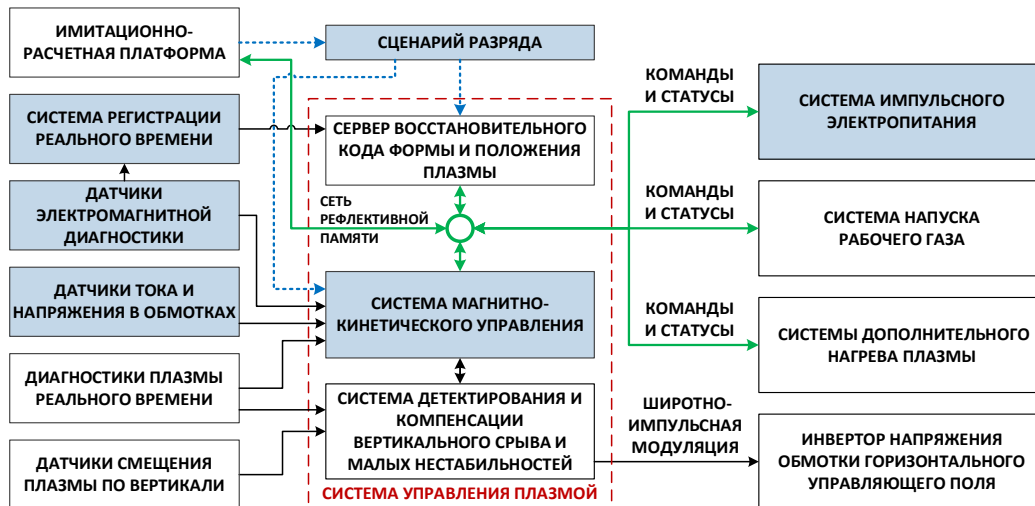 ИМИТАЦИОННО-
РАСЧЕТНАЯ ПЛАТФОРМА
СЦЕНАРИЙ РАЗРЯДА
СИСТЕМА РЕГИСТРАЦИИ
РЕАЛЬНОГО ВРЕМЕНИ
СЕРВЕР ВОССТАНОВИТЕЛЬНОГО
КОДА ФОРМЫ И ПОЛОЖЕНИЯ
ПЛАЗМЫ
КОМАНДЫ
И СТАТУСЫ
СИСТЕМА ИМПУЛЬСНОГО
ЭЛЕКТРОПИТАНИЯ
ДАТЧИКИ
ЭЛЕКТРОМАГНИТНОЙ
ДИАГНОСТИКИ
СЕТЬ
РЕФЛЕКТИВНОЙ
ПАМЯТИ
КОМАНДЫ
И СТАТУСЫ
СИСТЕМА НАПУСКА
РАБОЧЕГО ГАЗА
ДАТЧИКИ ТОКА И
НАПРЯЖЕНИЯ В ОБМОТКАХ
СИСТЕМА МАГНИТНО-
КИНЕТИЧЕСКОГО УПРАВЛЕНИЯ
КОМАНДЫ
И СТАТУСЫ
СИСТЕМЫ ДОПОЛНИТЕЛЬНОГО
НАГРЕВА ПЛАЗМЫ
ДИАГНОСТИКИ ПЛАЗМЫ
РЕАЛЬНОГО ВРЕМЕНИ
СИСТЕМА ДЕТЕКТИРОВАНИЯ И
КОМПЕНСАЦИИ
ВЕРТИКАЛЬНОГО СРЫВА И
МАЛЫХ НЕСТАБИЛЬНОСТЕЙ
ШИРОТНО-
ИМПУЛЬСНАЯ
МОДУЛЯЦИЯ
ДАТЧИКИ СМЕЩЕНИЯ
ПЛАЗМЫ ПО ВЕРТИКАЛИ
ИНВЕРТОР НАПРЯЖЕНИЯ
ОБМОТКИ ГОРИЗОНТАЛЬНОГО
УПРАВЛЯЮЩЕГО ПОЛЯ
СИСТЕМА УПРАВЛЕНИЯ ПЛАЗМОЙ